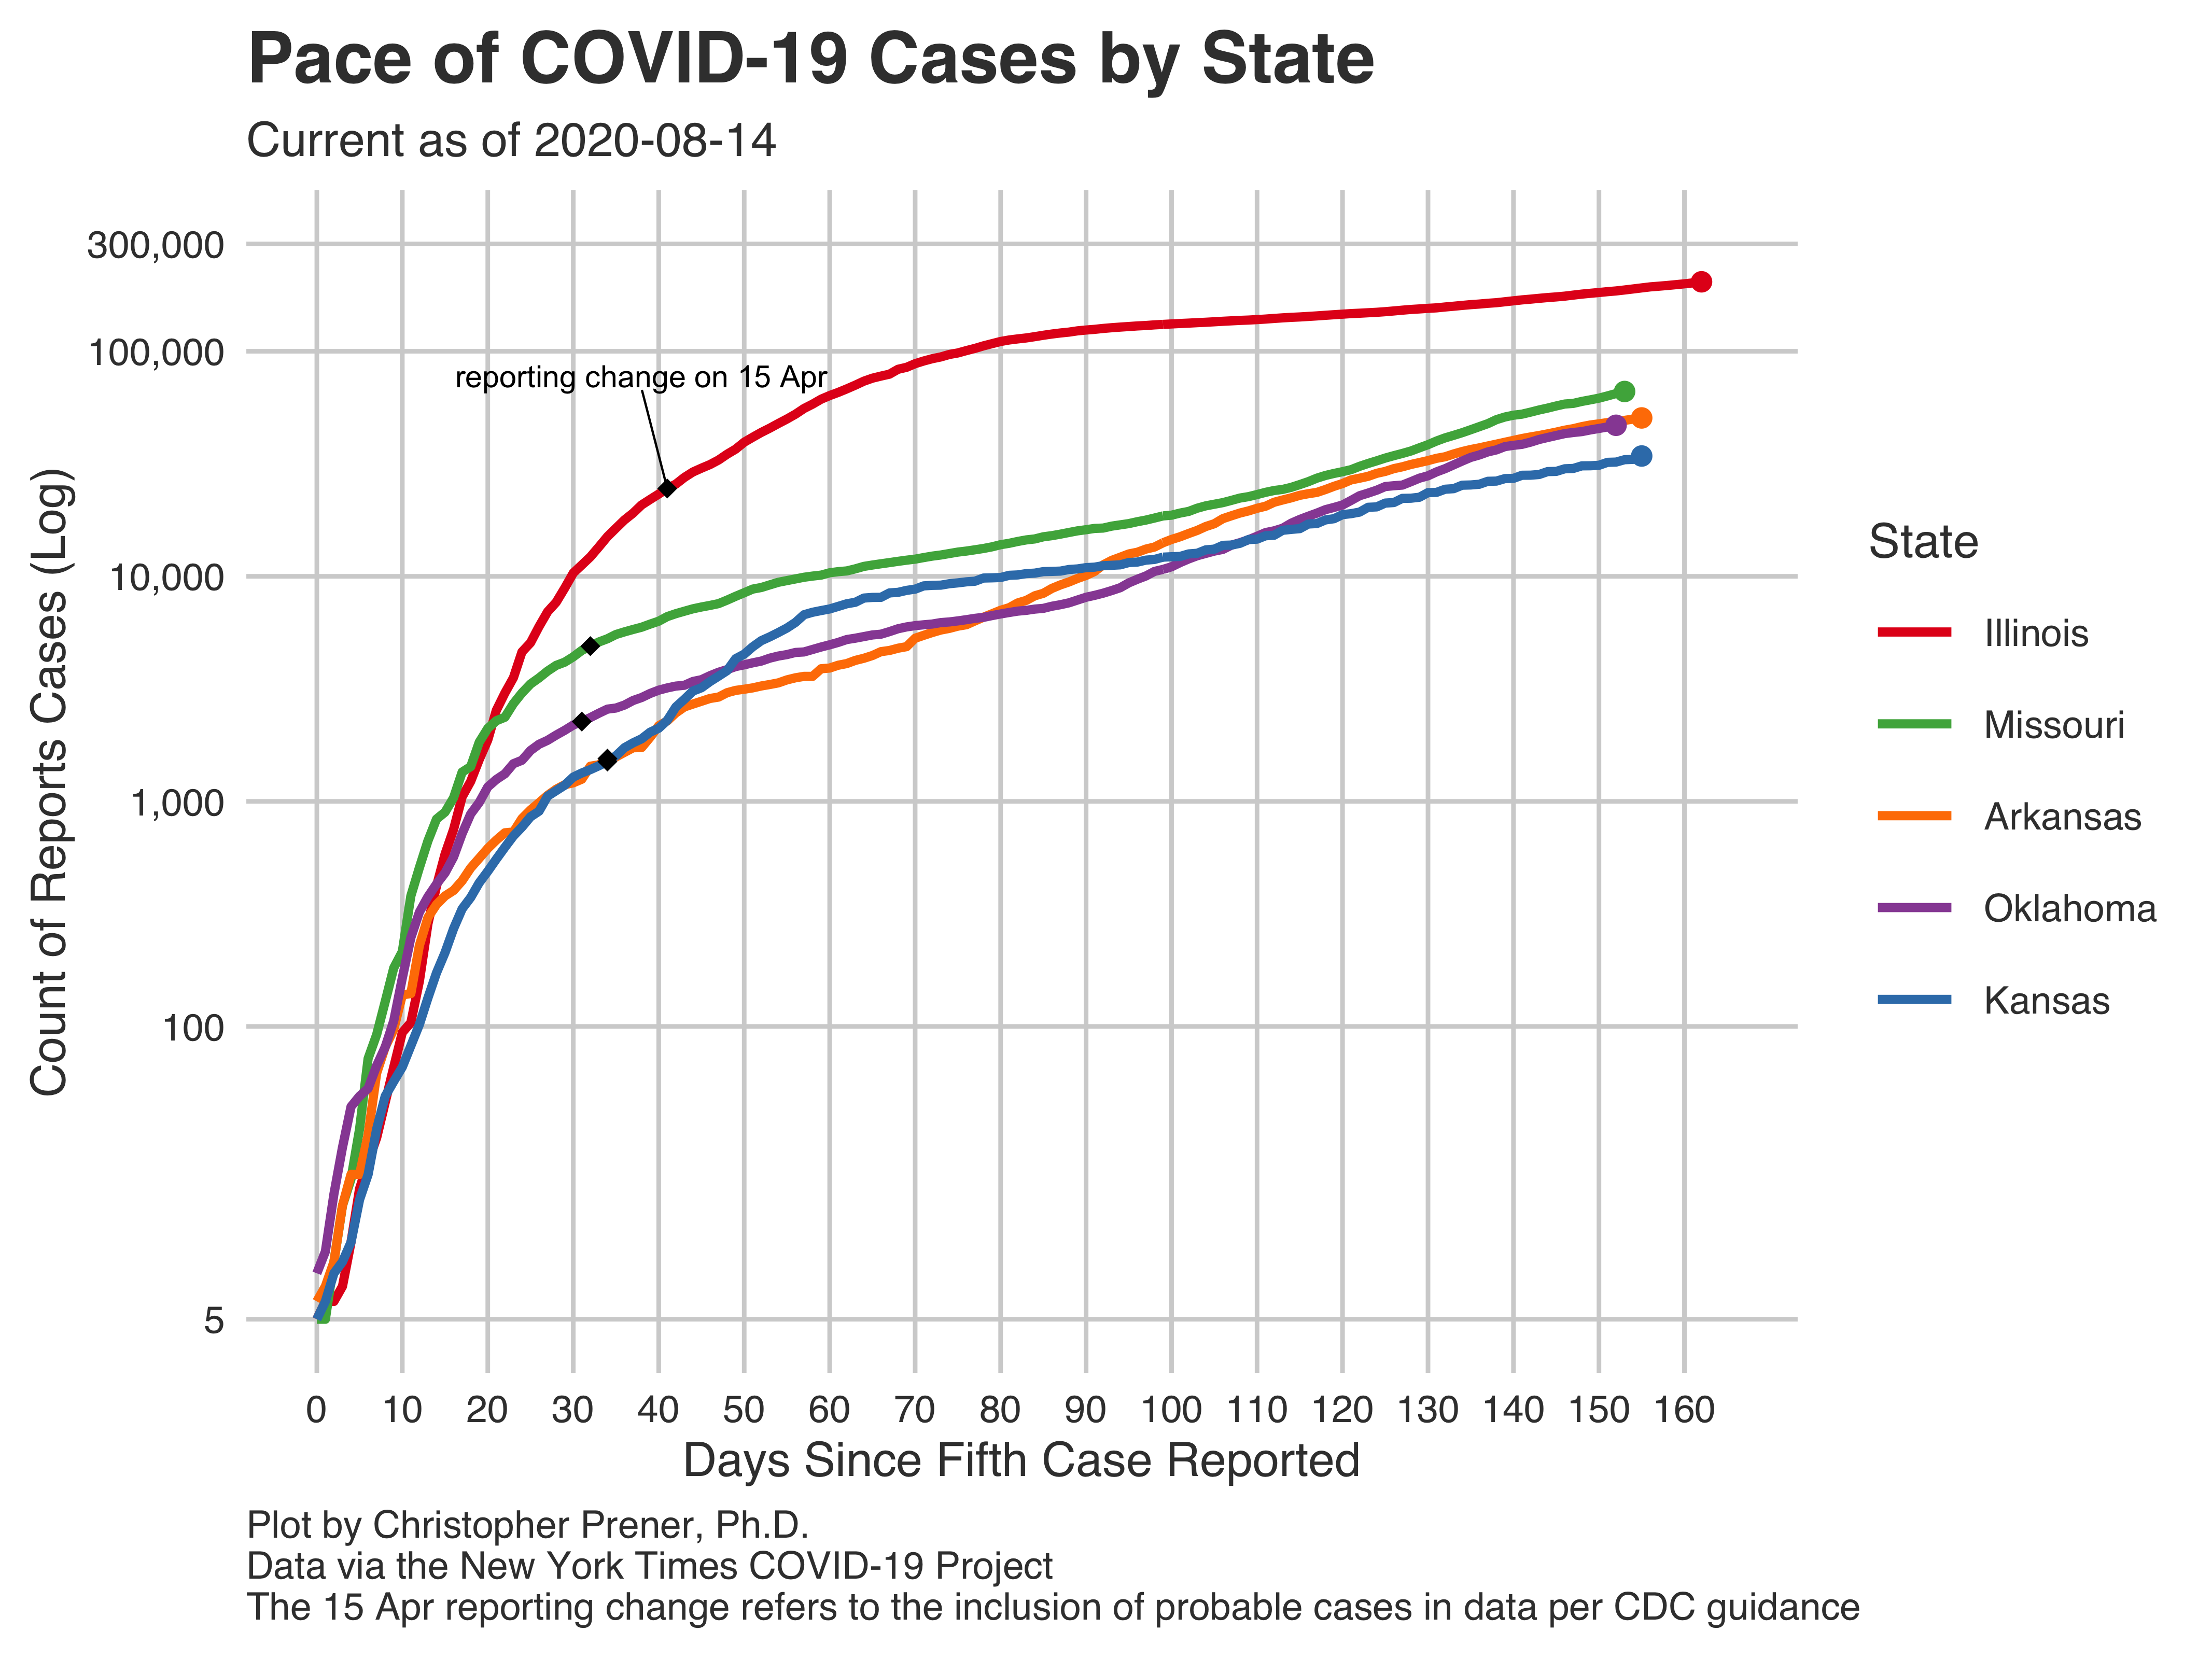 Pace of COVID-19 Cases by State
Current as of 2020-08-14
300,000
100,000
10,000
1,000
100
5
Count of Reports Cases (Log)
reporting change on 15 Apr
0 10 20 30 40 50 60 70 80 90 100 110 120 130 140 150 160
Days Since Fifth Case Reported
State
Illinois
Missouri
Arkansas
Oklahoma
Kansas
Plot by Christopher Prener, Ph.D.
Data via the New York Times COVID-19 Project
The 15 Apr reporting change refers to the inclusion of probable cases in data per CDC guidance